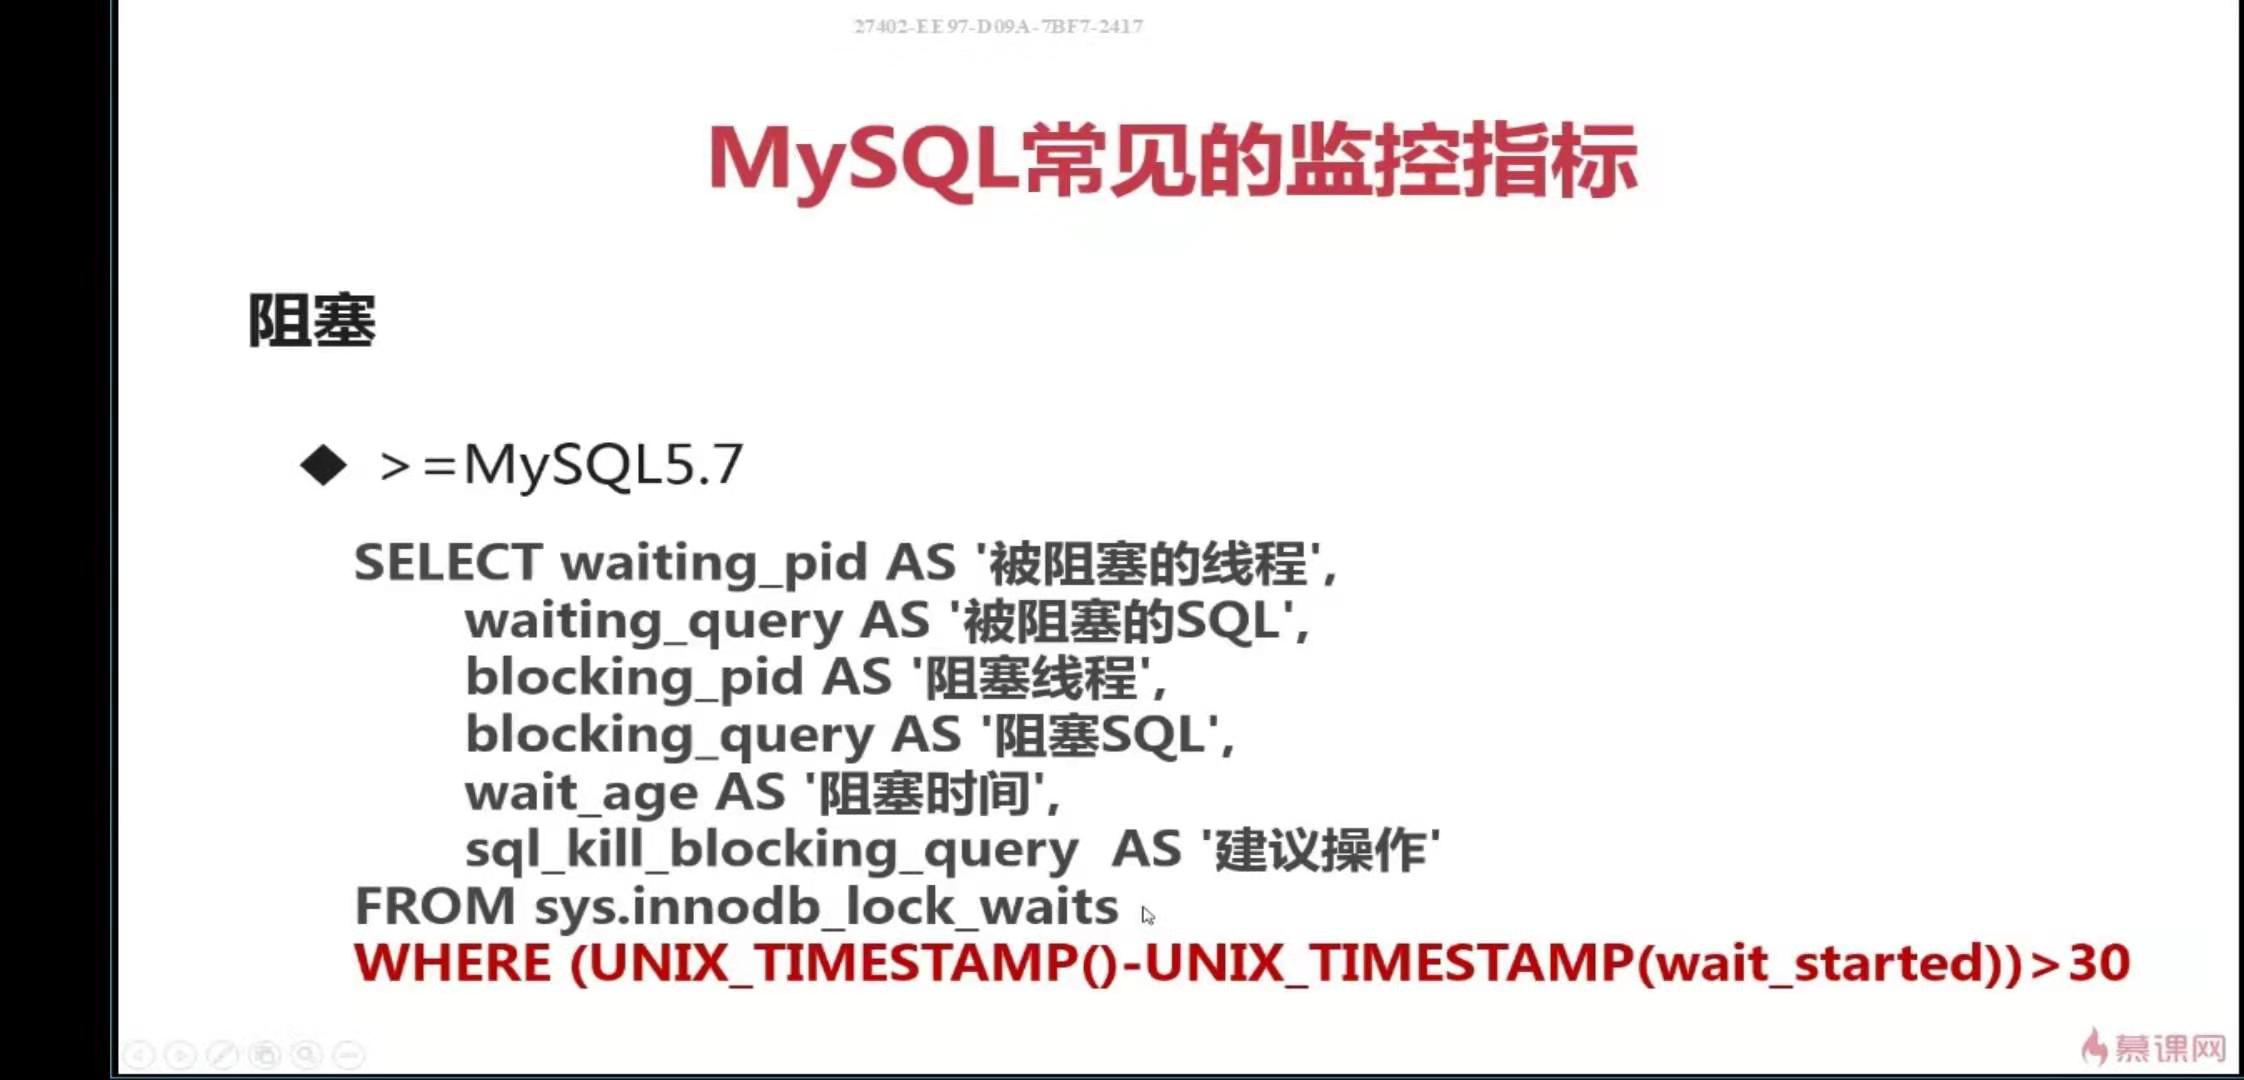 27402-EE97-D09A-7BF7-2417
MySQL常见的监控指标
阻塞
◆ >=MySQL5.7
SELECT waiting_pid AS '被阻塞的线程',
waiting_query AS '被阻塞的SQL',
blocking_pid AS '阻塞线程',
blocking_query AS '阻塞SQL',
wait_age AS '阻塞时间',
sql_kill_blocking_query AS '建议操作'
FROM sys.innodb_lock_waits
WHERE (UNIX_TIMESTAMP()-UNIX_TIMESTAMP(wait_started))>30
慕课网